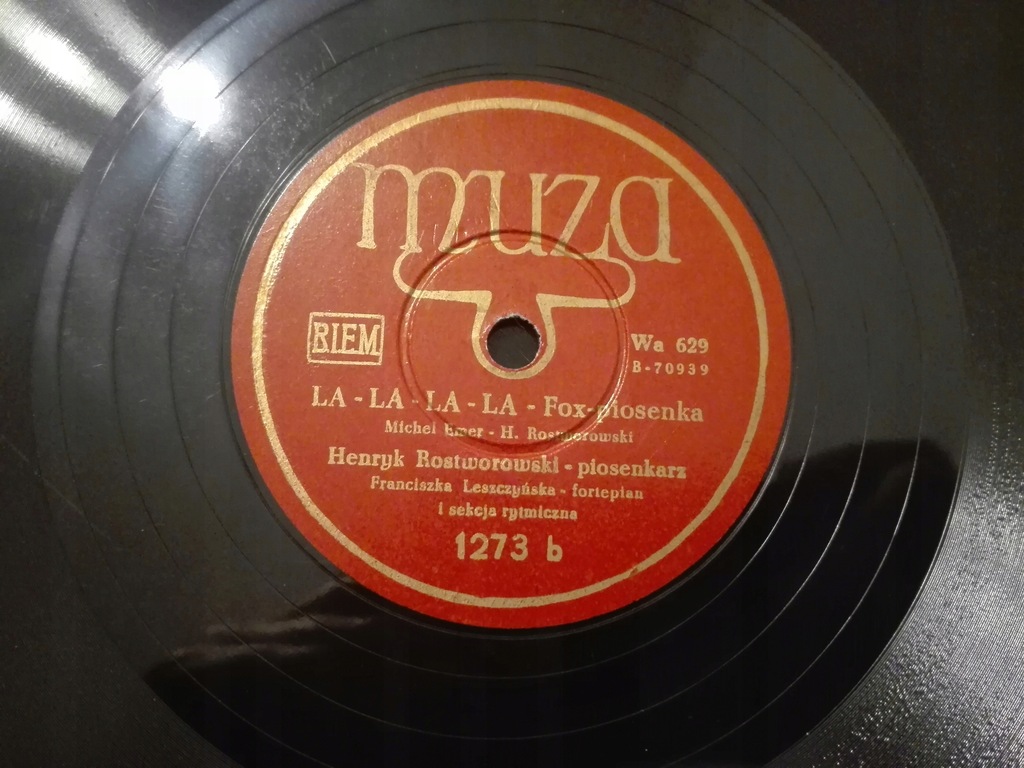 muza
BIEM
Wa 629
B-70939
LA - LA - LA - LA - Fox-piosenka
Michel Emer - H. Rostworowski
Henryk Rostworowski - piosenkarz
Franciszka Leszczyńska - fortepian
i sekcja rytmiczna
1273 b